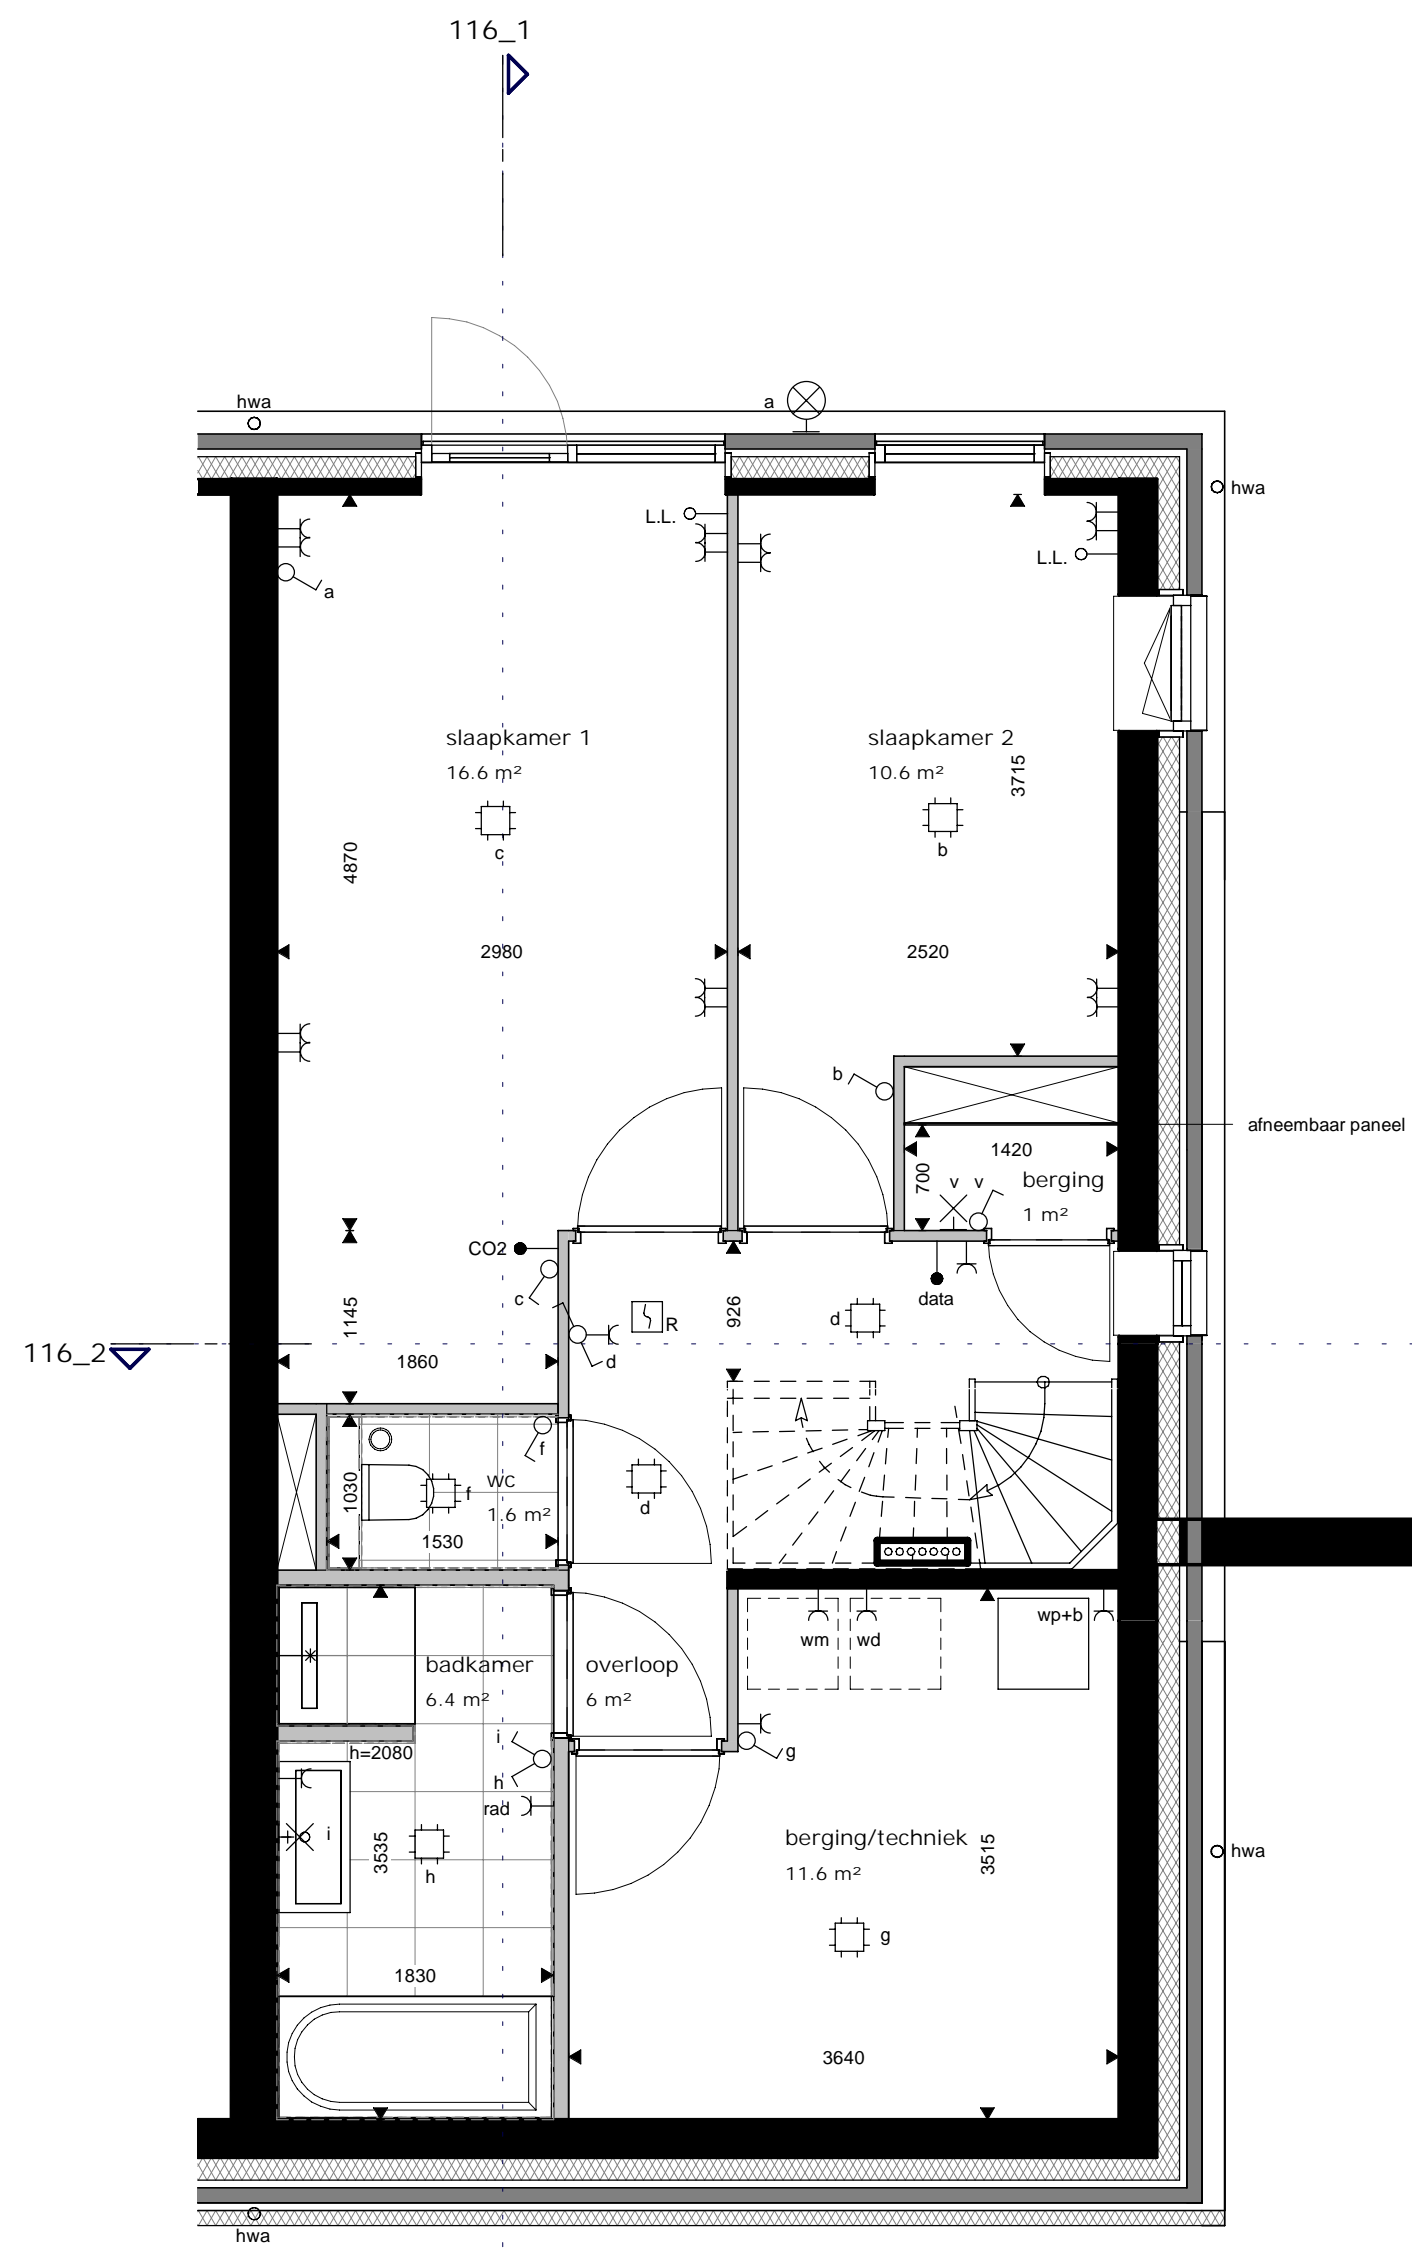 116_1
hwa
a
hwa
L.L.
L.L.
a
slaapkamer 1
16.6 m²
c
slaapkamer 2
10.6 m²
3715
b
4870
2980
2520
b
afneembaar paneel
1420
700
v v
berging
1 m²
CO2
c
data
1145
R
926
d
d
116_2
1860
f
wc
1.6 m²
f
1030
1530
d
wm
wd
wp+b
badkamer
6.4 m²
overloop
6 m²
i
h
h=2080
g
rad
i
3535
h
berging/techniek
11.6 m²
3515
hwa
g
1830
3640
hwa